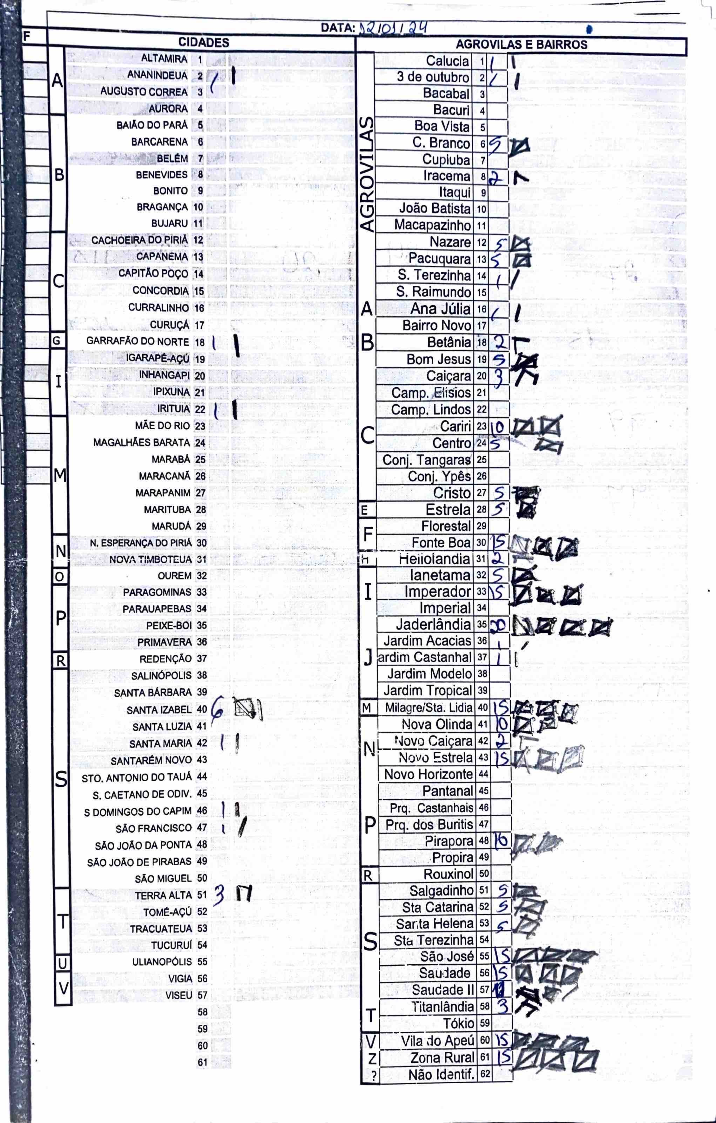 F
DATA: 02/01/24
CIDADES
A
ALTAMIRA 1
ANANINDEUA 2 1
AUGUSTO CORREA 3
AURORA 4
B
BAIÃO DO PARÁ 5
BARCARENA 6
BELÉM 7
BENEVIDES 8
BONITO 9
BRAGANÇA 10
BUJARU 11
C
CACHOEIRA DO PIRIÁ 12
CAPANEMA 13
CAPITÃO POÇO 14
CONCORDIA 15
CURRALINHO 16
CURUÇÁ 17
G
GARRAFÃO DO NORTE 18 1
I
IGARAPÉ-AÇÚ 19
INHANGAPI 20
IPIXUNA 21
IRITUIA 22 1
M
MÃE DO RIO 23
MAGALHÃES BARATA 24
MARABÁ 25
MARACANÃ 26
MARAPANIM 27
MARITUBA 28
MARUDÁ 29
N
N. ESPERANÇA DO PIRIÁ 30
NOVA TIMBOTEUA 31
O
OUREM 32
P
PARAGOMINAS 33
PARAUAPEBAS 34
PEIXE-BOI 35
PRIMAVERA 36
R
REDENÇÃO 37
S
SALINÓPOLIS 38
SANTA BÁRBARA 39
SANTA IZABEL 40 6
SANTA LUZIA 41
SANTA MARIA 42 1
SANTARÉM NOVO 43
STO. ANTONIO DO TAUÁ 44
S. CAETANO DE ODIV. 45
S DOMINGOS DO CAPIM 46 1
SÃO FRANCISCO 47 1
SÃO JOÃO DA PONTA 48
SÃO JOÃO DE PIRABAS 49
SÃO MIGUEL 50
T
TERRA ALTA 51 3
TOMÉ-AÇÚ 52
TRACUATEUA 53
TUCURUÍ 54
U
ULIANÓPOLIS 55
V
VIGIA 56
VISEU 57
58
59
60
61
AGROVILAS E BAIRROS
AGROVILAS
Calucia 1 1
3 de outubro 2 1
Bacabal 3
Bacuri 4
Boa Vista 5
C. Branco 6 5
Cupiuba 7
Iracema 8 2
Itaqui 9
João Batista 10
Macapazinho 11
Nazare 12 5
Pacuquara 13 5
S. Terezinha 14 1
S. Raimundo 15
A
Ana Júlia 16 1
B
Bairro Novo 17
Betânia 18 2
Bom Jesus 19 5
C
Caiçara 20 3
Camp. Elísios 21
Camp. Lindos 22
Cariri 23 10
Centro 24 5
Conj. Tangaras 25
Conj. Ypês 26
Cristo 27 5
E
Estrela 28 5
F
Florestal 29
Fonte Boa 30 15
H
Heliolandia 31 2
I
Ianetama 32 5
Imperador 33 15
Imperial 34
J
Jaderlândia 35 20
Jardim Acacias 36 1
Jardim Castanhal 37 1
Jardim Modelo 38
Jardim Tropical 39
M
Milagre/Sta. Lidia 40 15
N
Nova Olinda 41 10
Novo Caiçara 42 2
Novo Estrela 43 15
Novo Horizonte 44
P
Pantanal 45
Prq. Castanhais 46
Prq. dos Buritis 47
Pirapora 48
Propira 49
R
Rouxinol 50
S
Salgadinho 51 5
Sta Catarina 52 5
Santa Helena 53 5
Sta Terezinha 54
São José 55 15
Saudade 56 15
Saudade II 57
T
Titanlândia 58 3
Tókio 59
V
Vila do Apeú 60 15
Z
Zona Rural 61 15
?
Não Identif. 62